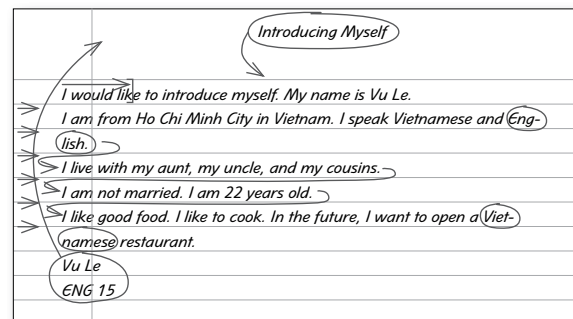 Introducing Myself
I would like to introduce myself. My name is Vu Le.
I am from Ho Chi Minh City in Vietnam. I speak Vietnamese and Eng-
lish.
I live with my aunt, my uncle, and my cousins.
I am not married. I am 22 years old.
I like good food. I like to cook. In the future, I want to open a Viet-
namese restaurant.
Vu Le
ENG 15